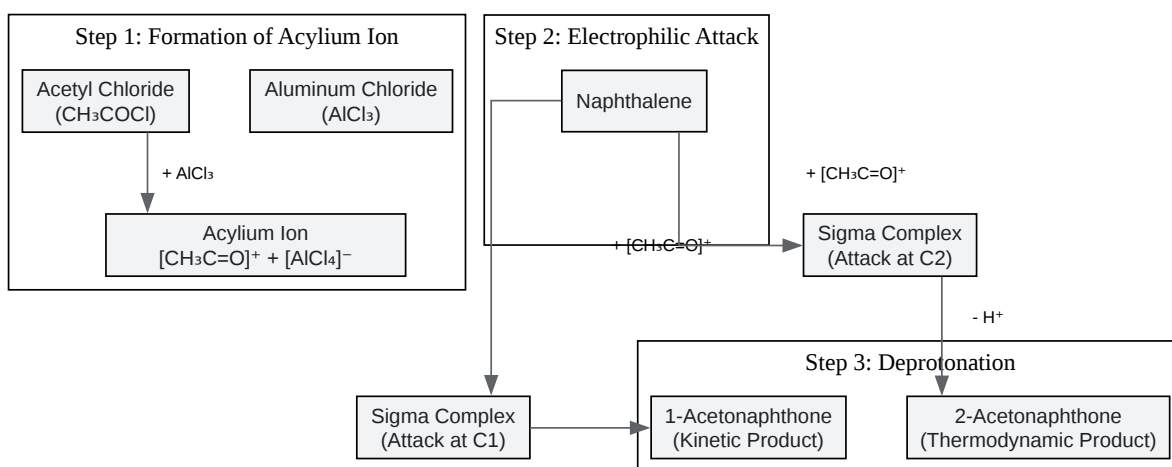 Step 1: Formation of Acylium Ion
Acetyl Chloride
(CH₃COCl)
Aluminum Chloride
(AlCl₃)
+ AlCl₃
Acylium Ion
[CH₃C=O]⁺ + [AlCl₄]⁻
Step 2: Electrophilic Attack
Naphthalene
+ [CH₃C=O]⁺
+ [CH₃C=O]⁺
Sigma Complex
(Attack at C2)
- H⁺
Sigma Complex
(Attack at C1)
Step 3: Deprotonation
1-Acetonaphthone
(Kinetic Product)
2-Acetonaphthone
(Thermodynamic Product)